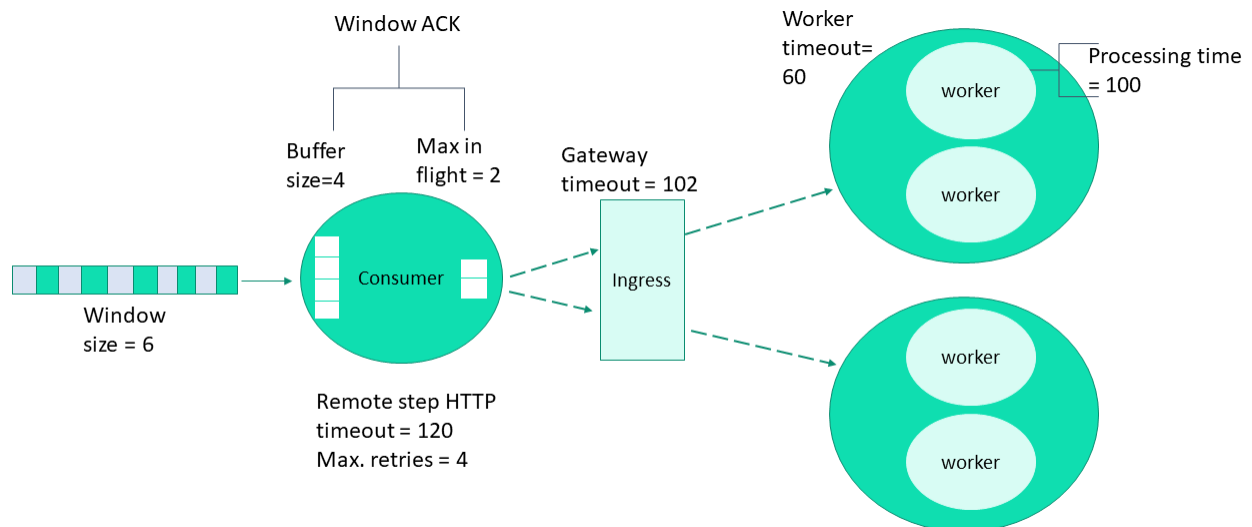 Window ACK
Buffer
size=4
Max in
flight = 2
Gateway
timeout = 102
Worker
timeout=
60
Processing time
= 100
worker
worker
Consumer
Ingress
Window
size = 6
Remote step HTTP
timeout = 120
Max. retries = 4
worker
worker